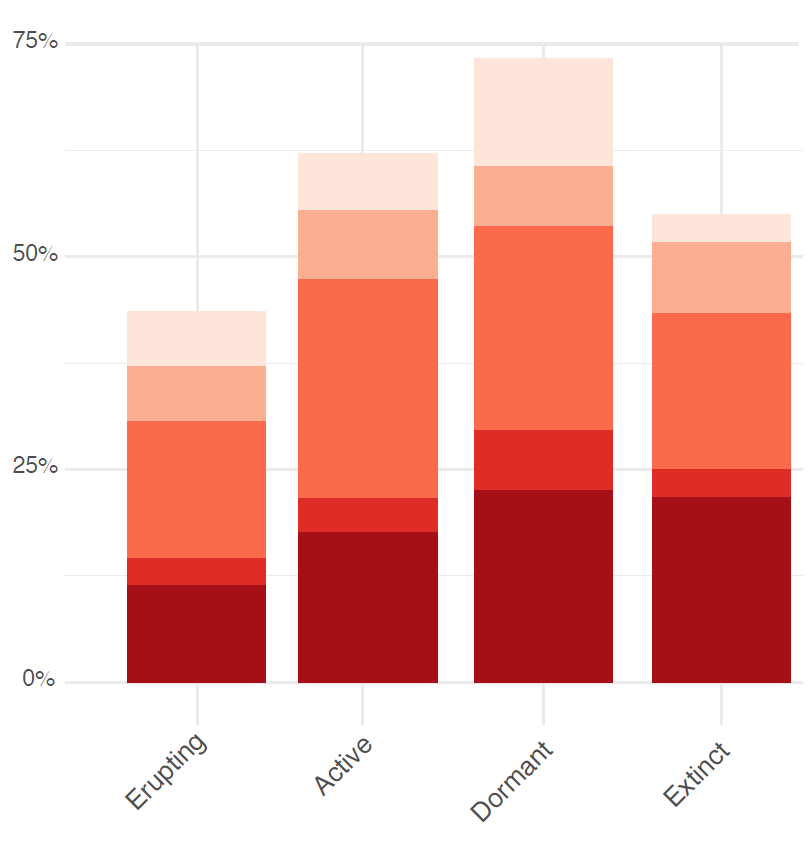 75%
50%
25%
0%
Erupting
Active
Dormant
Extinct